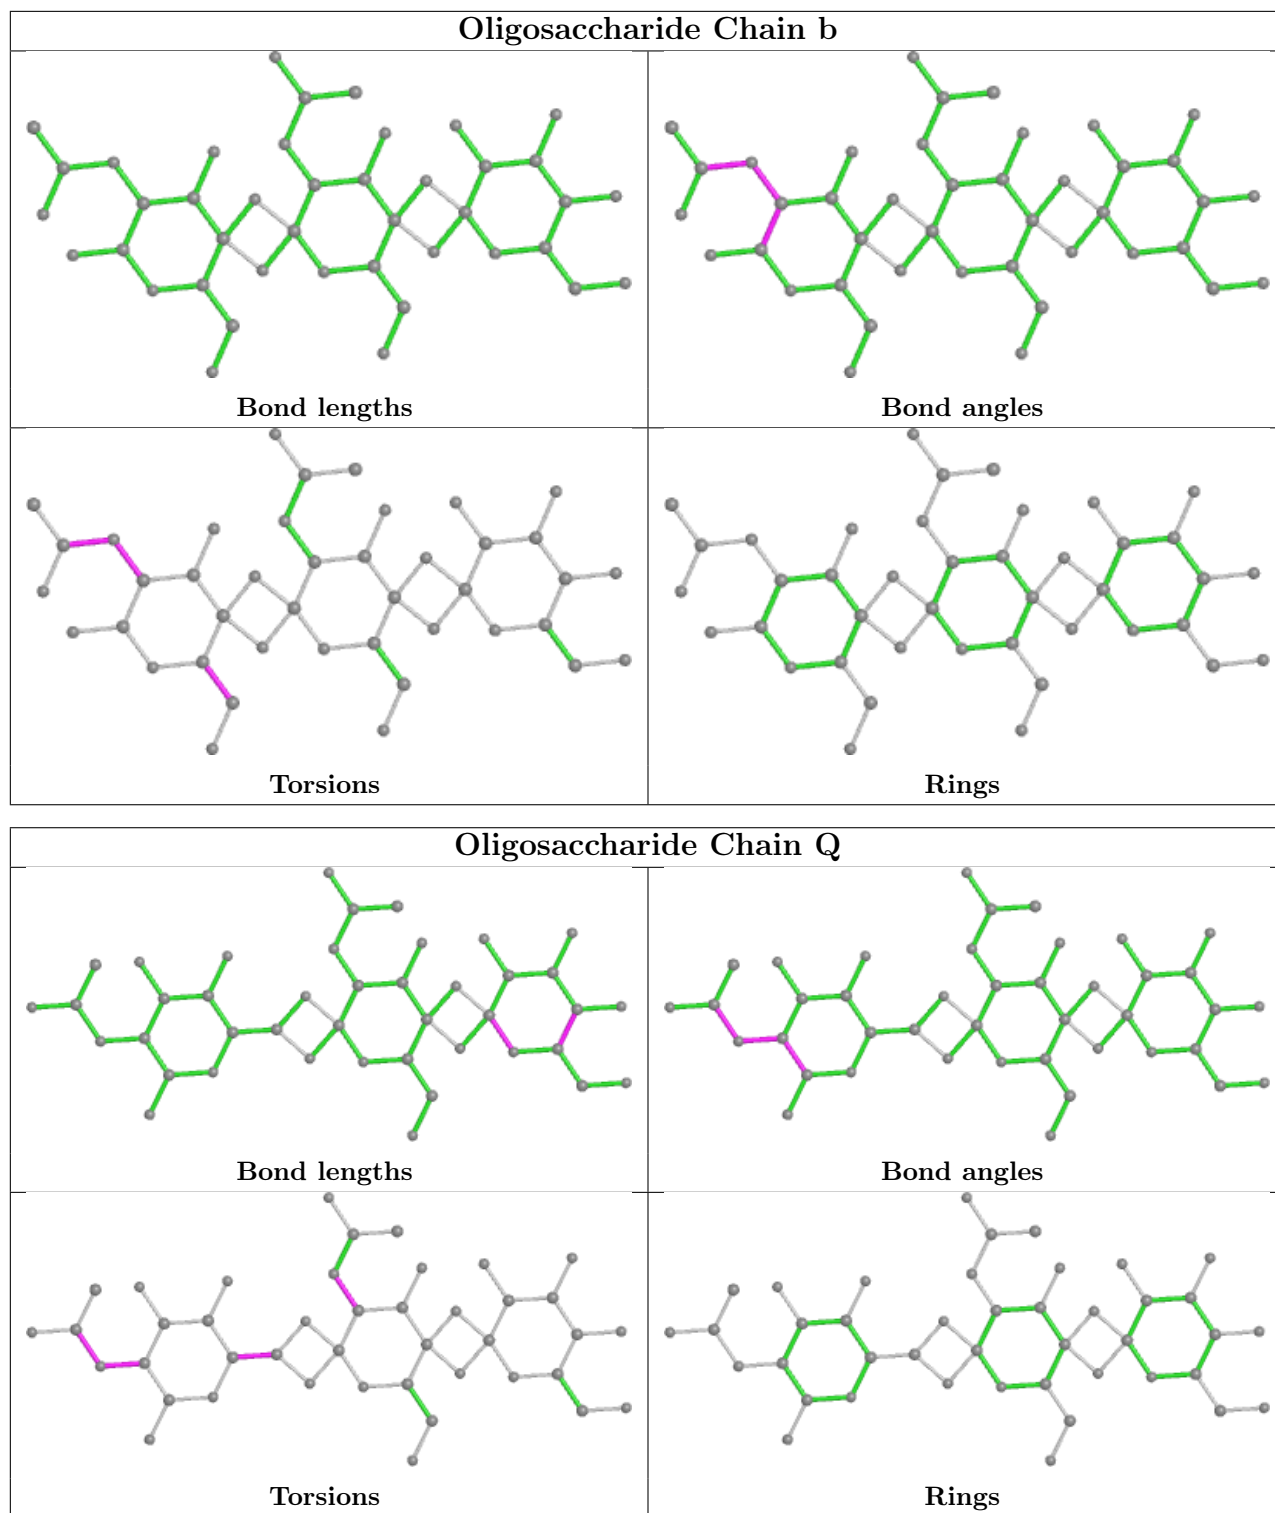 Oligosaccharide Chain b
Bond lengths
Bond angles
Torsions
Rings
Oligosaccharide Chain Q
Bond lengths
Bond angles
Torsions
Rings